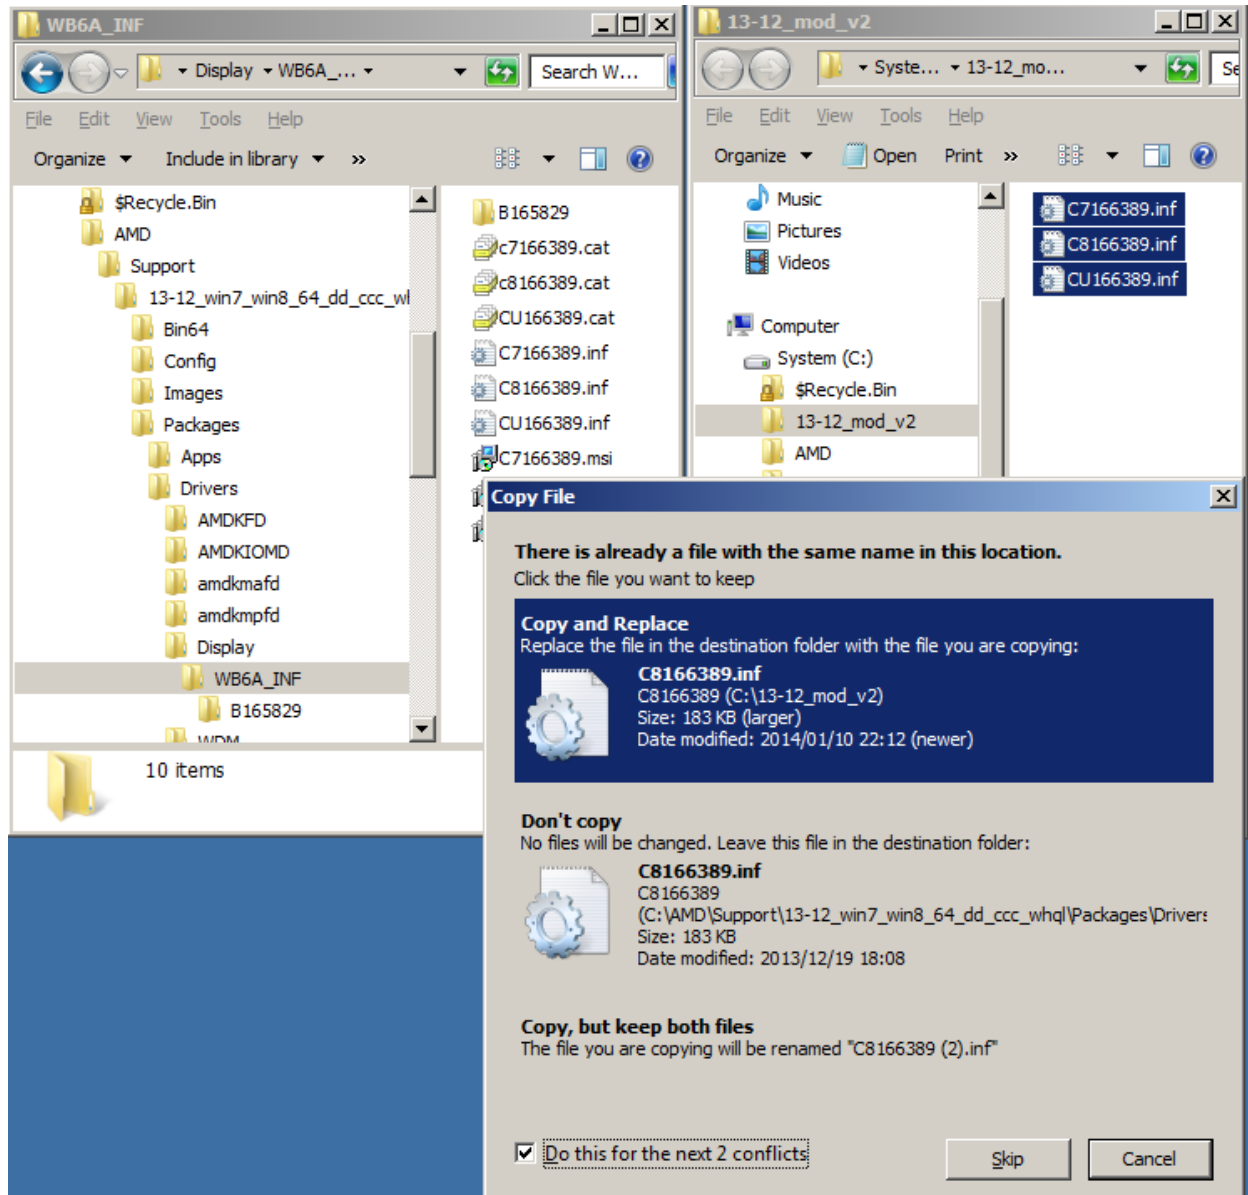 WB6A_INF
Display
WB6A_...
Search W...
File Edit View Tools Help
Organize
Include in library
»
$Recycle.Bin
AMD
Support
13-12_win7_win8_64_dd_ccc_wh
Bin64
Config
Images
Packages
Apps
Drivers
AMDKFD
AMDKIOMD
amdkmafd
amdkmpfd
Display
WB6A_INF
B165829
WDM
B165829
c7166389.cat
c8166389.cat
CU166389.cat
C7166389.inf
C8166389.inf
CU166389.inf
C7166389.msi
10 items
13-12_mod_v2
Syste...
13-12_mo...
Se
File Edit View Tools Help
Organize
Open
Print
»
Music
Pictures
Videos
Computer
System (C:)
$Recycle.Bin
13-12_mod_v2
AMD
C7166389.inf
C8166389.inf
CU166389.inf
Copy File
There is already a file with the same name in this location.
Click the file you want to keep
Copy and Replace
Replace the file in the destination folder with the file you are copying:
C8166389.inf
C8166389 (C:\13-12_mod_v2)
Size: 183 KB (larger)
Date modified: 2014/01/10 22:12 (newer)
Don't copy
No files will be changed. Leave this file in the destination folder:
C8166389.inf
C8166389
(C:\AMD\Support\13-12_win7_win8_64_dd_ccc_whql\Packages\Drivers
Size: 183 KB
Date modified: 2013/12/19 18:08
Copy, but keep both files
The file you are copying will be renamed "C8166389 (2).inf"
Do this for the next 2 conflicts
Skip
Cancel